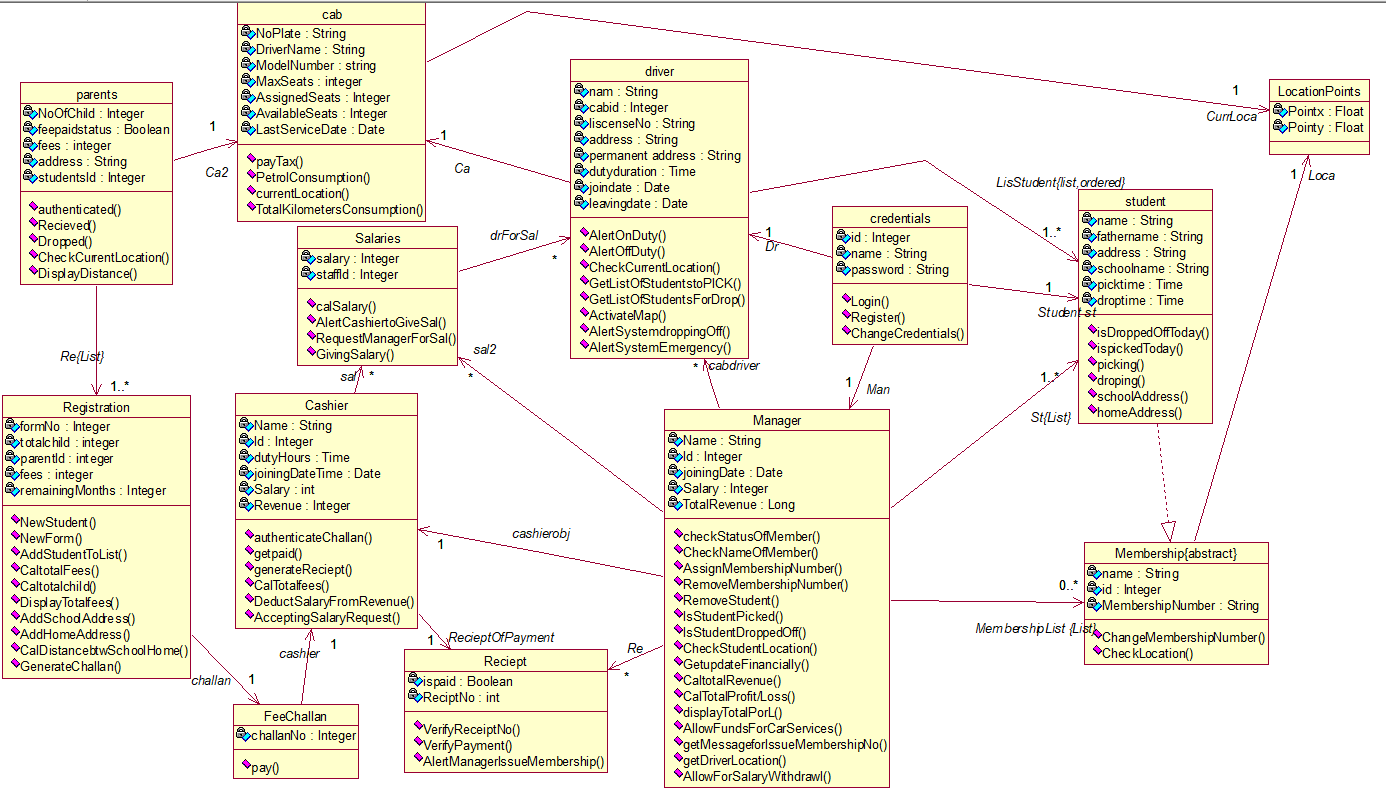 cab
NoPlate : String
DriverName : String
ModelNumber : string
MaxSeats : integer
AssignedSeats : Integer
AvailableSeats : Integer
LastServiceDate : Date
payTax()
PetrolConsumption()
currentLocation()
TotalKilometersConsumption()
parents
NoOfChild : Integer
feepaidstatus : Boolean
fees : integer
address : String
studentsId : Integer
authenticated()
Recieved()
Dropped()
CheckCurrentLocation()
DisplayDistance()
1
Ca2
driver
nam : String
cabid : Integer
liscenseNo : String
address : String
permanent address : String
dutyduration : Time
joindate : Date
leavingdate : Date
AlertOnDuty()
AlertOffDuty()
CheckCurrentLocation()
GetListOfStudentstoPICK()
GetListOfStudentsForDrop()
ActivateMap()
AlertSystemdroppingOff()
AlertSystemEmergency()
1
Ca
LocationPoints
Pointx : Float
Pointy : Float
1
CurrLoca
1
Loca
LisStudent{list,ordered}
1..*
student
name : String
fathername : String
address : String
schoolname : String
picktime : Time
droptime : Time
isDroppedOffToday()
ispickedToday()
picking()
droping()
schoolAddress()
homeAddress()
credentials
id : Integer
name : String
password : String
Login()
Register()
ChangeCredentials()
1
Dr
1
Student st
1
Man
Salaries
salary : Integer
staffId : Integer
calSalary()
AlertCashiertoGiveSal()
RequestManagerForSal()
GivingSalary()
drForSal
*
sal2
*
sal
*
*
cabdriver
Re{List}
1..*
1..*
St{List}
Registration
formNo : Integer
totalchild : integer
parentId : integer
fees : integer
remainingMonths : Integer
NewStudent()
NewForm()
AddStudentToList()
CaltotalFees()
Caltotalchild()
DisplayTotalfees()
AddSchoolAddress()
AddHomeAddress()
CalDistancebtwSchoolHome()
GenerateChallan()
Cashier
Name : String
Id : Integer
dutyHours : Time
joiningDateTime : Date
Salary : int
Revenue : Integer
authenticateChallan()
getpaid()
generateReciept()
CalTotalfees()
DeductSalaryFromRevenue()
AcceptingSalaryRequest()
cashierobj
1
Manager
Name : String
Id : Integer
joiningDate : Date
Salary : Integer
TotalRevenue : Long
checkStatusOfMember()
CheckNameOfMember()
AssignMembershipNumber()
RemoveMembershipNumber()
RemoveStudent()
IsStudentPicked()
IsStudentDroppedOff()
CheckStudentLocation()
Getupdate Financially()
CaltotalRevenue()
CalTotalProfit/Loss()
displayTotalPorL()
AllowFundsForCarServices()
getMessageforIssueMembershipNo()
getDriverLocation()
AllowForSalaryWithdrawl()
Membership{abstract}
name : String
id : Integer
MembershipNumber : String
ChangeMembershipNumber()
CheckLocation()
0..*
MembershipList {List}
cashier
1
1
RecieptOfPayment
Re
*
challan
1
FeeChallan
challanNo : Integer
pay()
Reciept
ispaid : Boolean
ReciptNo : int
VerifyReceiptNo()
VerifyPayment()
AlertManagerIssueMembership()